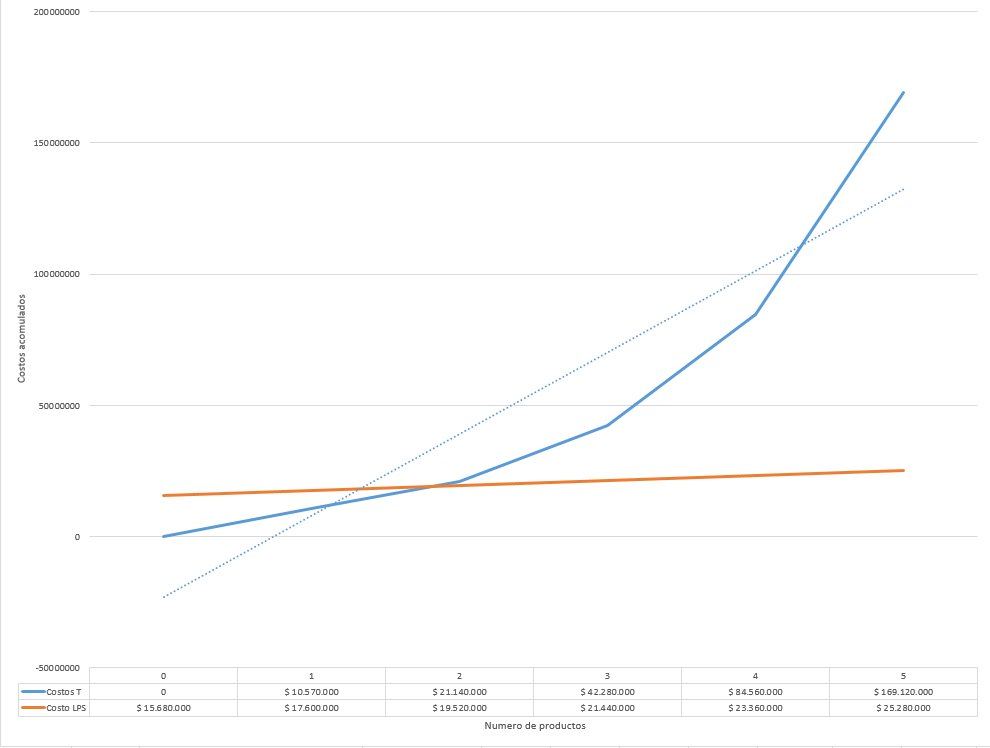 200000000
150000000
100000000
50000000
0
-50000000
Costos acomulados
0 1 2 3 4 5
Costos T 0 $ 10.570.000 $ 21.140.000 $ 42.280.000 $ 84.560.000 $ 169.120.000
Costo LPS $ 15.680.000 $ 17.600.000 $ 19.520.000 $ 21.440.000 $ 23.360.000 $ 25.280.000
Numero de productos